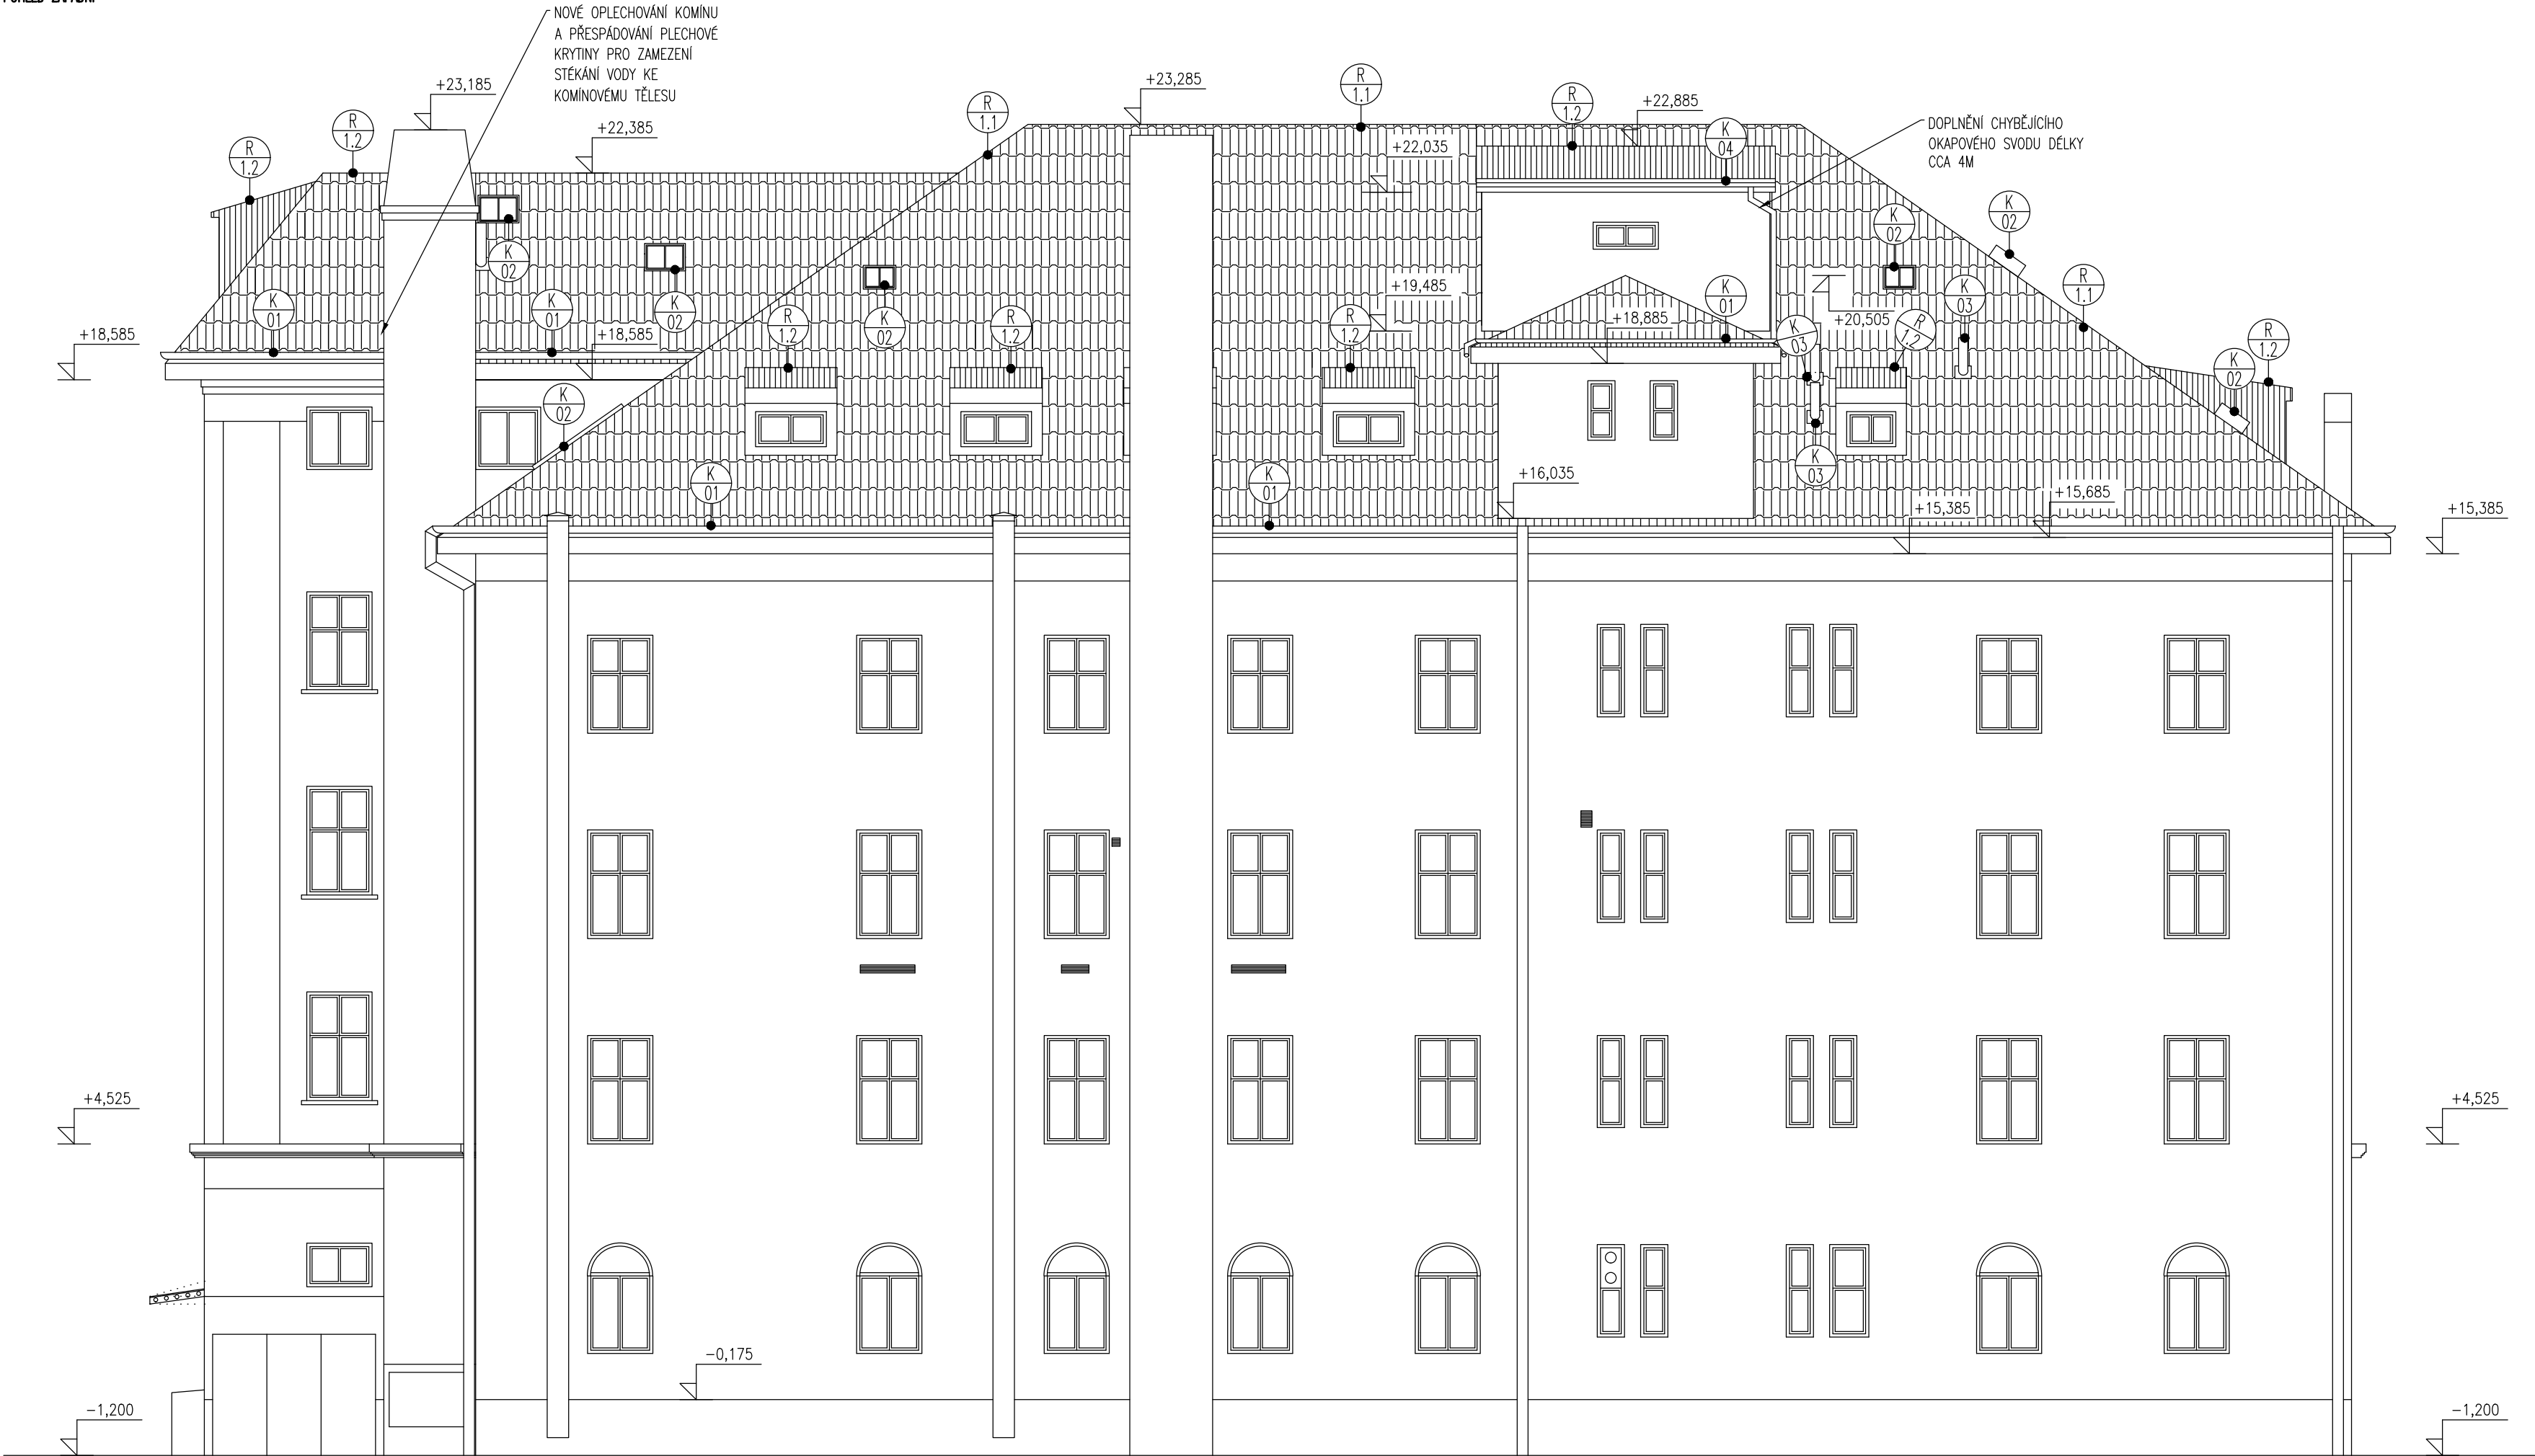 NOVÉ OPLECHOVÁNÍ KOMÍNU
A PŘESPÁDOVÁNÍ PLECHOVÉ
KRYTINY PRO ZAMEZENÍ
STÉKÁNÍ VODY KE
KOMÍNOVÉMU TĚLESU
+23,185
+22,385
+23,285
+22,885
+22,035
DOPLNĚNÍ CHYBĚJÍCÍHO
OKAPOVÉHO SVODU DÉLKY
CCA 4M
R
1.2
R
1.2
R
1.1
R
1.1
R
1.2
K
04
K
02
K
02
K
02
K
02
K
02
R
1.1
K
01
K
01
R
1.2
R
1.2
R
1.2
K
01
K
03
K
03
R
1.2
R
1.2
K
02
K
02
K
01
K
01
K
03
+18,585
+18,585
+19,485
+18,885
+20,505
+16,035
+15,385
+15,685
+15,385
+4,525
+4,525
-0,175
-1,200
-1,200